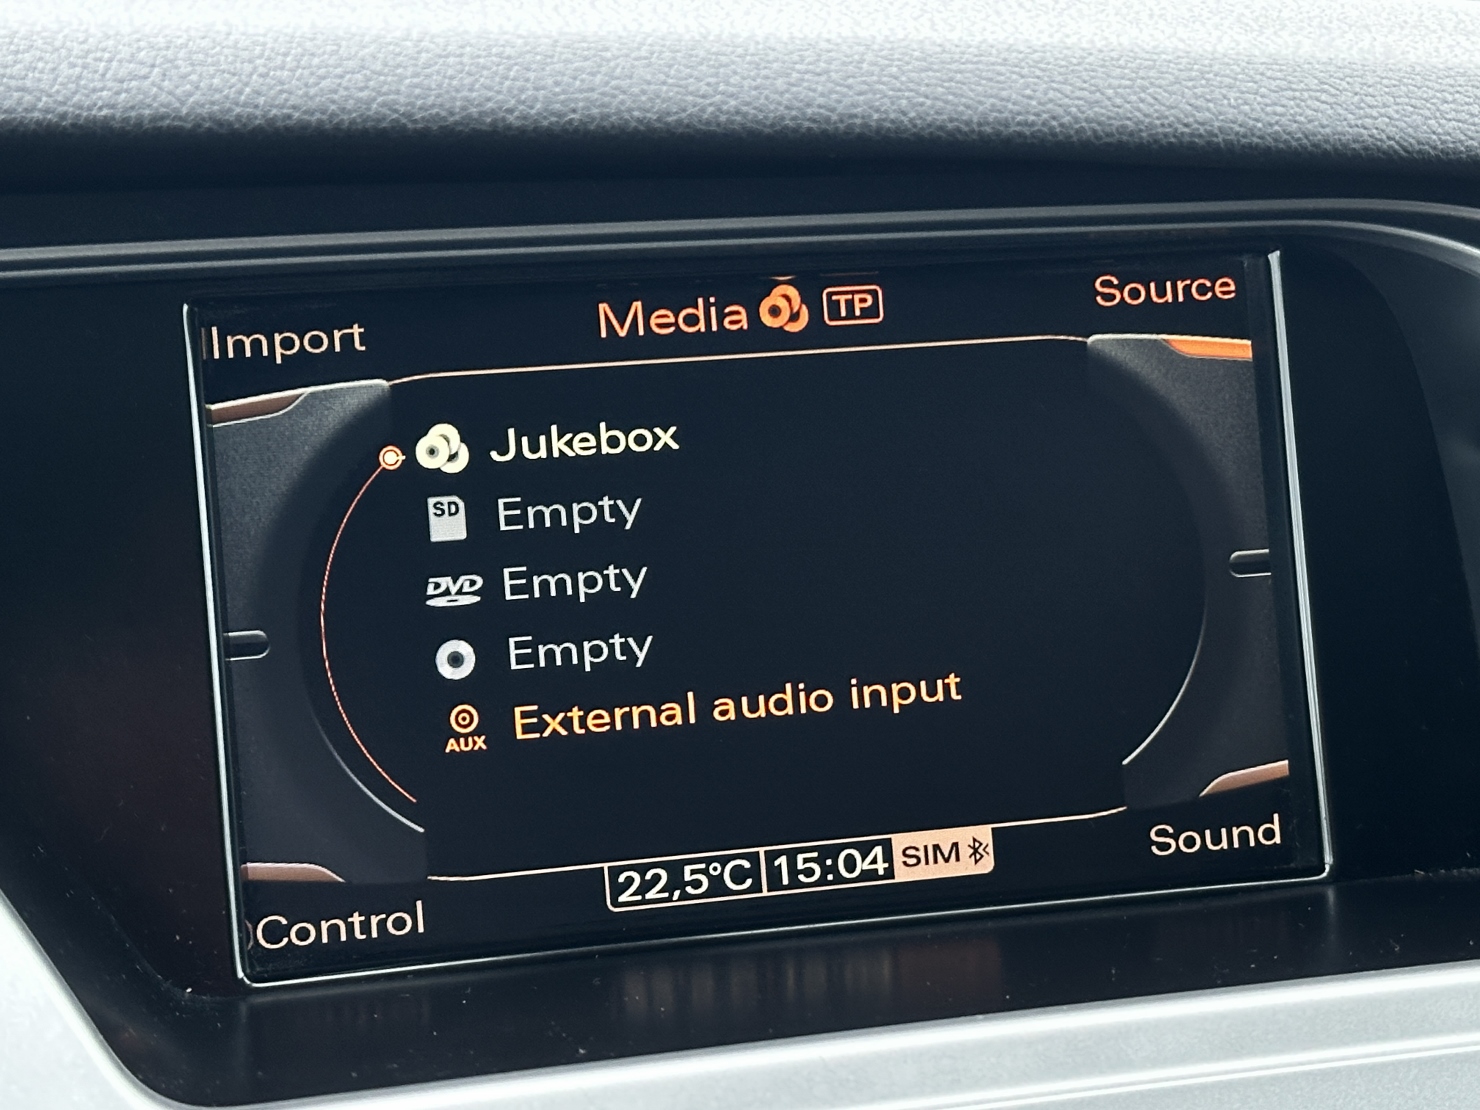 Import
Media TP
Source
Jukebox
SD Empty
DVD Empty
Empty
AUX External audio input
22,5°C 15:04 SIM
Control
Sound